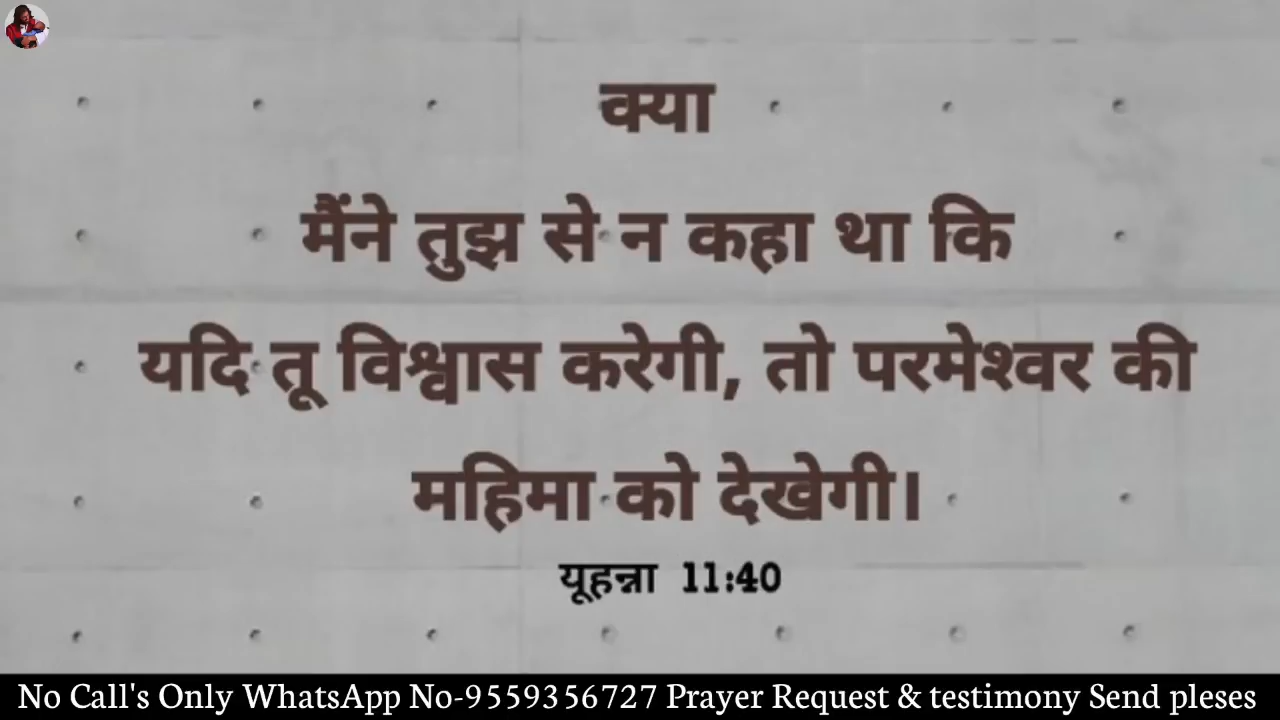 क्या
मैंने तुझ से न कहा था कि
यदि तू विश्वास करेगी, तो परमेश्वर की
महिमा को देखेगी।
यूहन्ना 11:40
No Call's Only WhatsApp No-9559356727 Prayer Request & testimony Send pleses